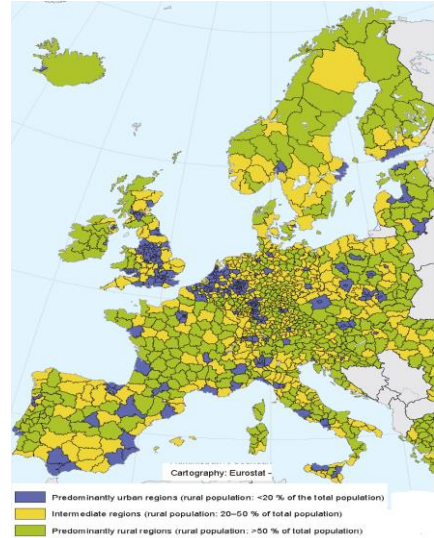 Cartography: Eurostat -
Predominantly urban regions (rural population: <20 % of the total population)
Intermediate regions (rural population: 20–50 % of total population)
Predominantly rural regions (rural population: >50 % of total population)